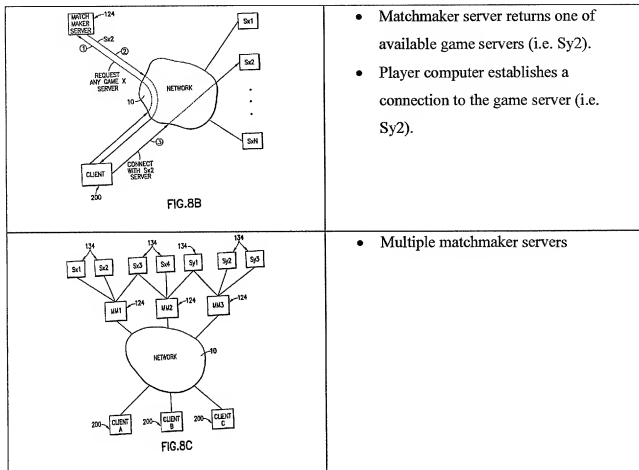 MATCH
MAKER
SERVER
124
Sx2
1
2
REQUEST
ANY GAME X
SERVER
10
NETWORK
Sx1
Sx2
SxN
3
CONNECT
WITH Sx2
SERVER
CLIENT
200
FIG.8B
• Matchmaker server returns one of
available game servers (i.e. Sy2).
• Player computer establishes a
connection to the game server (i.e.
Sy2).
134 134 134 134
Sx1 Sx2 Sx3 Sx4 Sy1 Sy2 Sy3
MM1 124 MM2 124 MM3 124
NETWORK 10
200 CLIENT
A
200 CLIENT
B
200 CLIENT
C
FIG.8C
• Multiple matchmaker servers